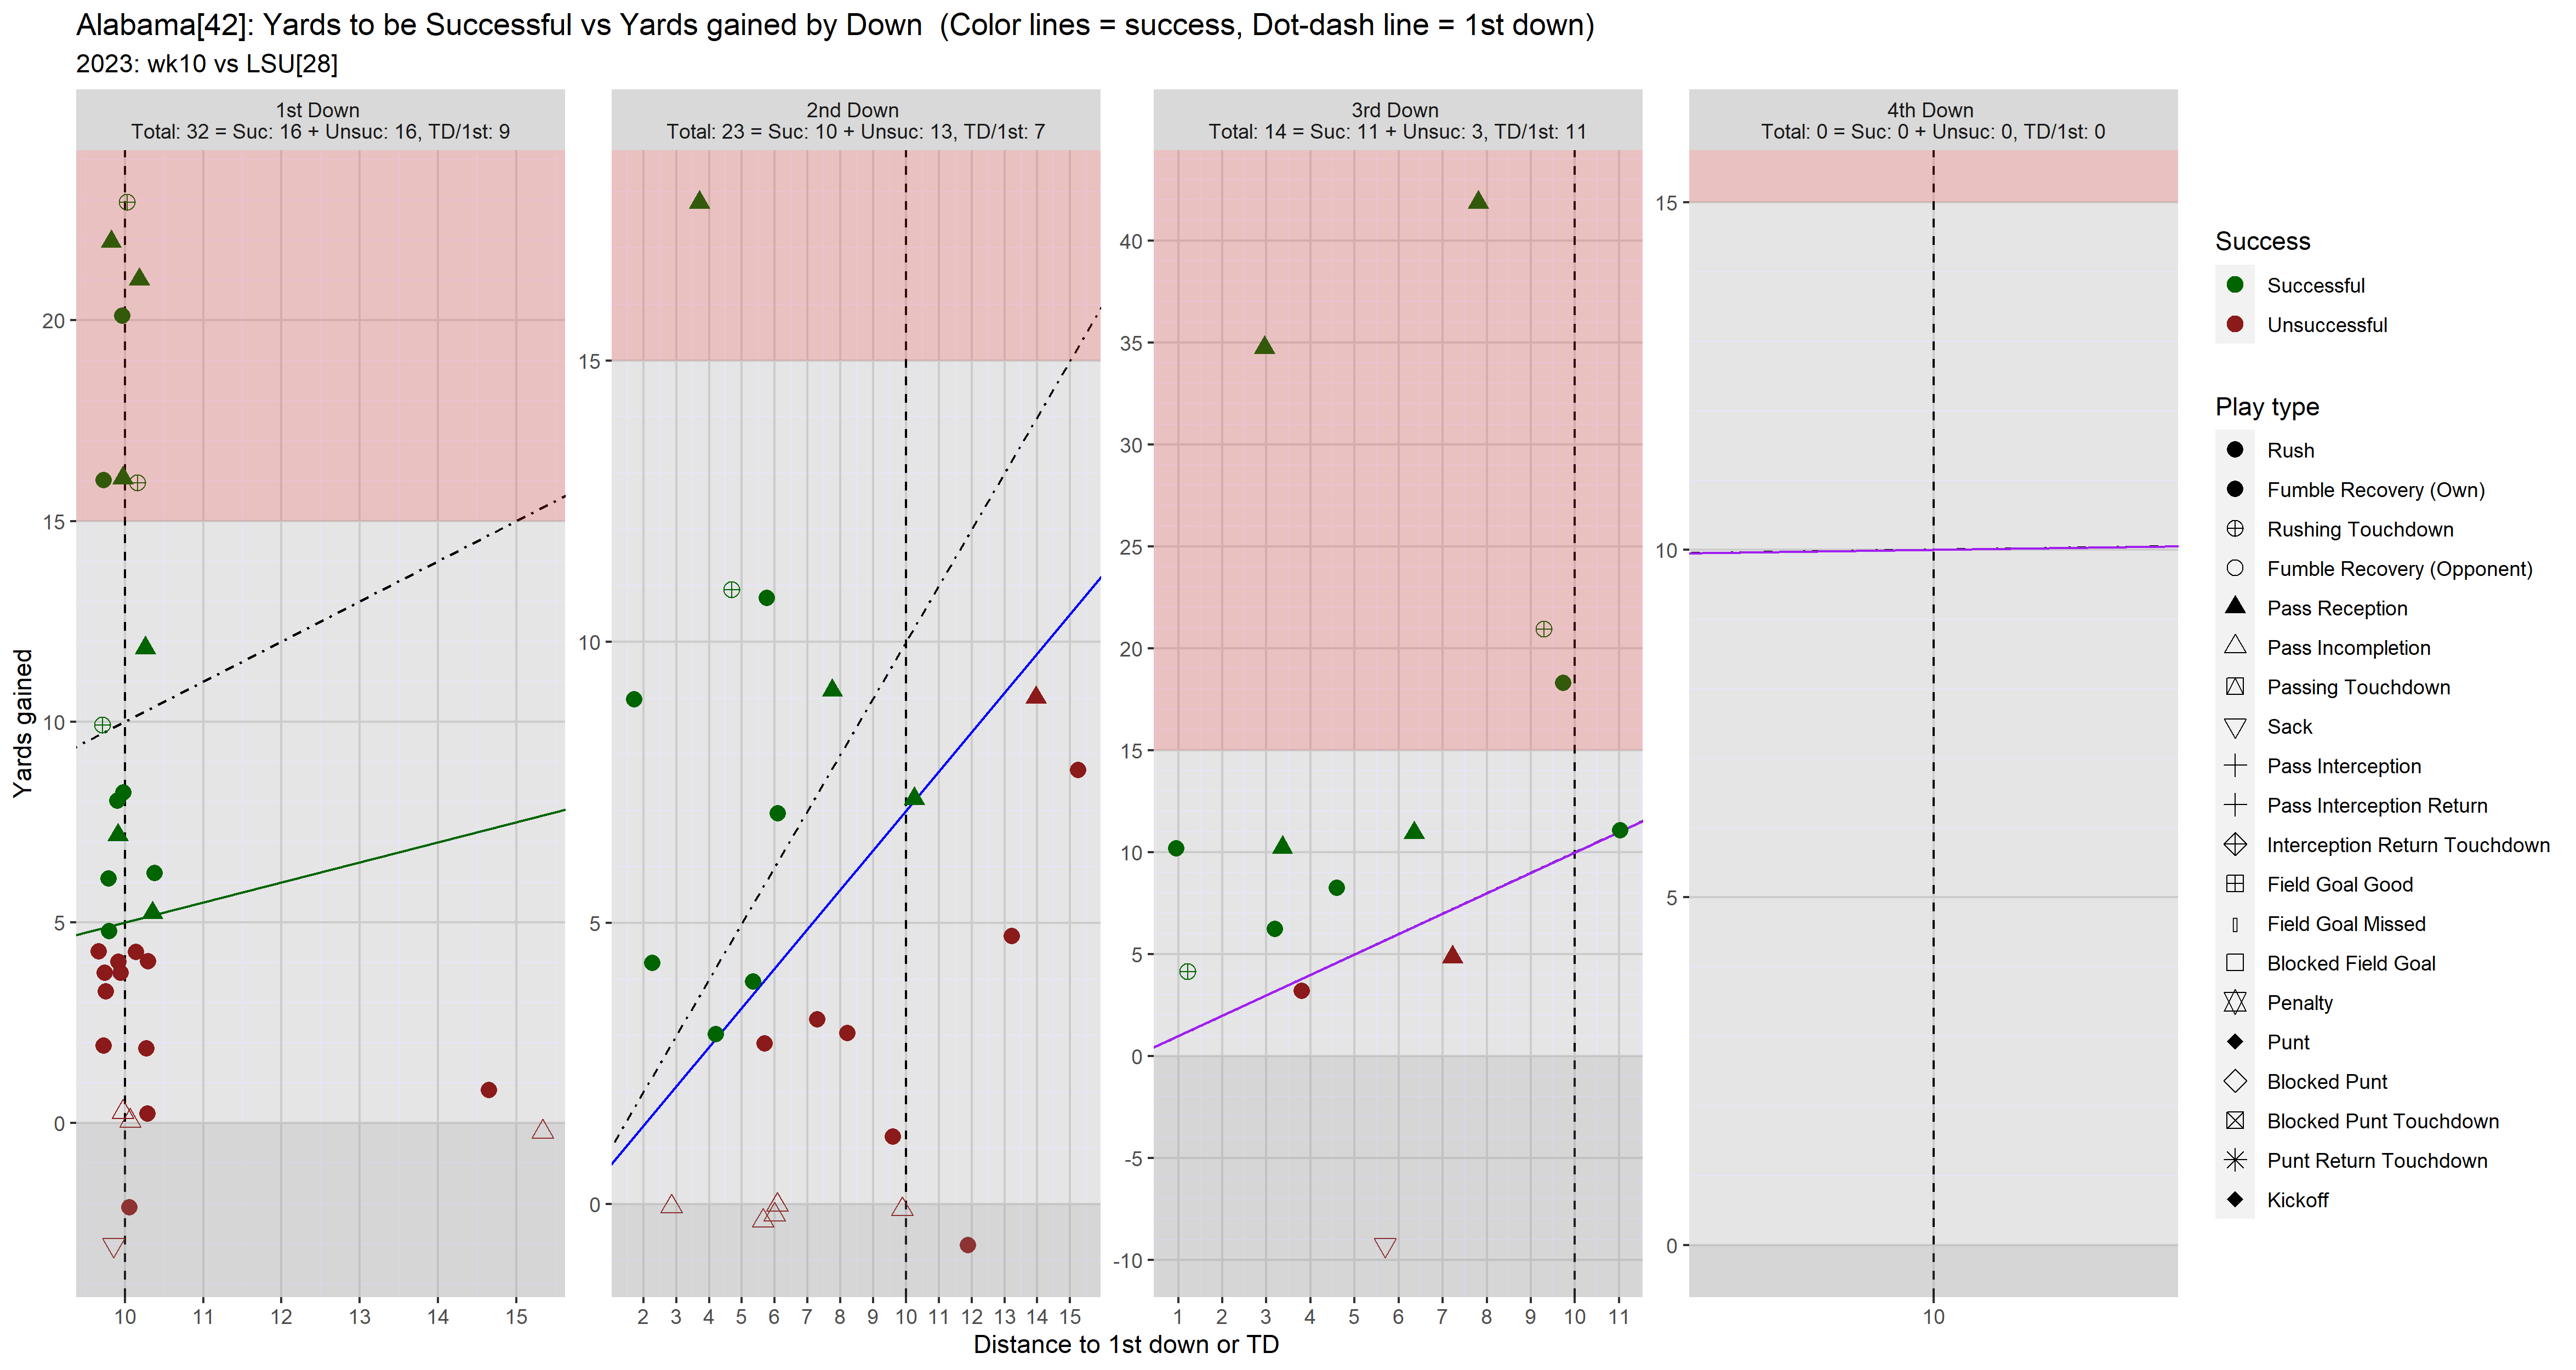 Alabama[42]: Yards to be Successful vs Yards gained by Down  (Color lines = success, Dot-dash line = 1st down)
2023: wk10 vs LSU[28]
1st Down
Total: 32 = Suc: 16 + Unsuc: 16, TD/1st: 9
2nd Down
Total: 23 = Suc: 10 + Unsuc: 13, TD/1st: 7
3rd Down
Total: 14 = Suc: 11 + Unsuc: 3, TD/1st: 11
4th Down
Total: 0 = Suc: 0 + Unsuc: 0, TD/1st: 0
Yards gained
20
15
10
5
0
10 11 12 13 14 15
15
10
5
0
2 3 4 5 6 7 8 9 10 11 12 13 14 15
40
35
30
25
20
15
10
5
0
-5
-10
1 2 3 4 5 6 7 8 9 10 11
15
10
5
0
10
Distance to 1st down or TD
Success
Successful
Unsuccessful
Play type
Rush
Fumble Recovery (Own)
Rushing Touchdown
Fumble Recovery (Opponent)
Pass Reception
Pass Incompletion
Passing Touchdown
Sack
Pass Interception
Pass Interception Return
Interception Return Touchdown
Field Goal Good
Field Goal Missed
Blocked Field Goal
Penalty
Punt
Blocked Punt
Blocked Punt Touchdown
Punt Return Touchdown
Kickoff